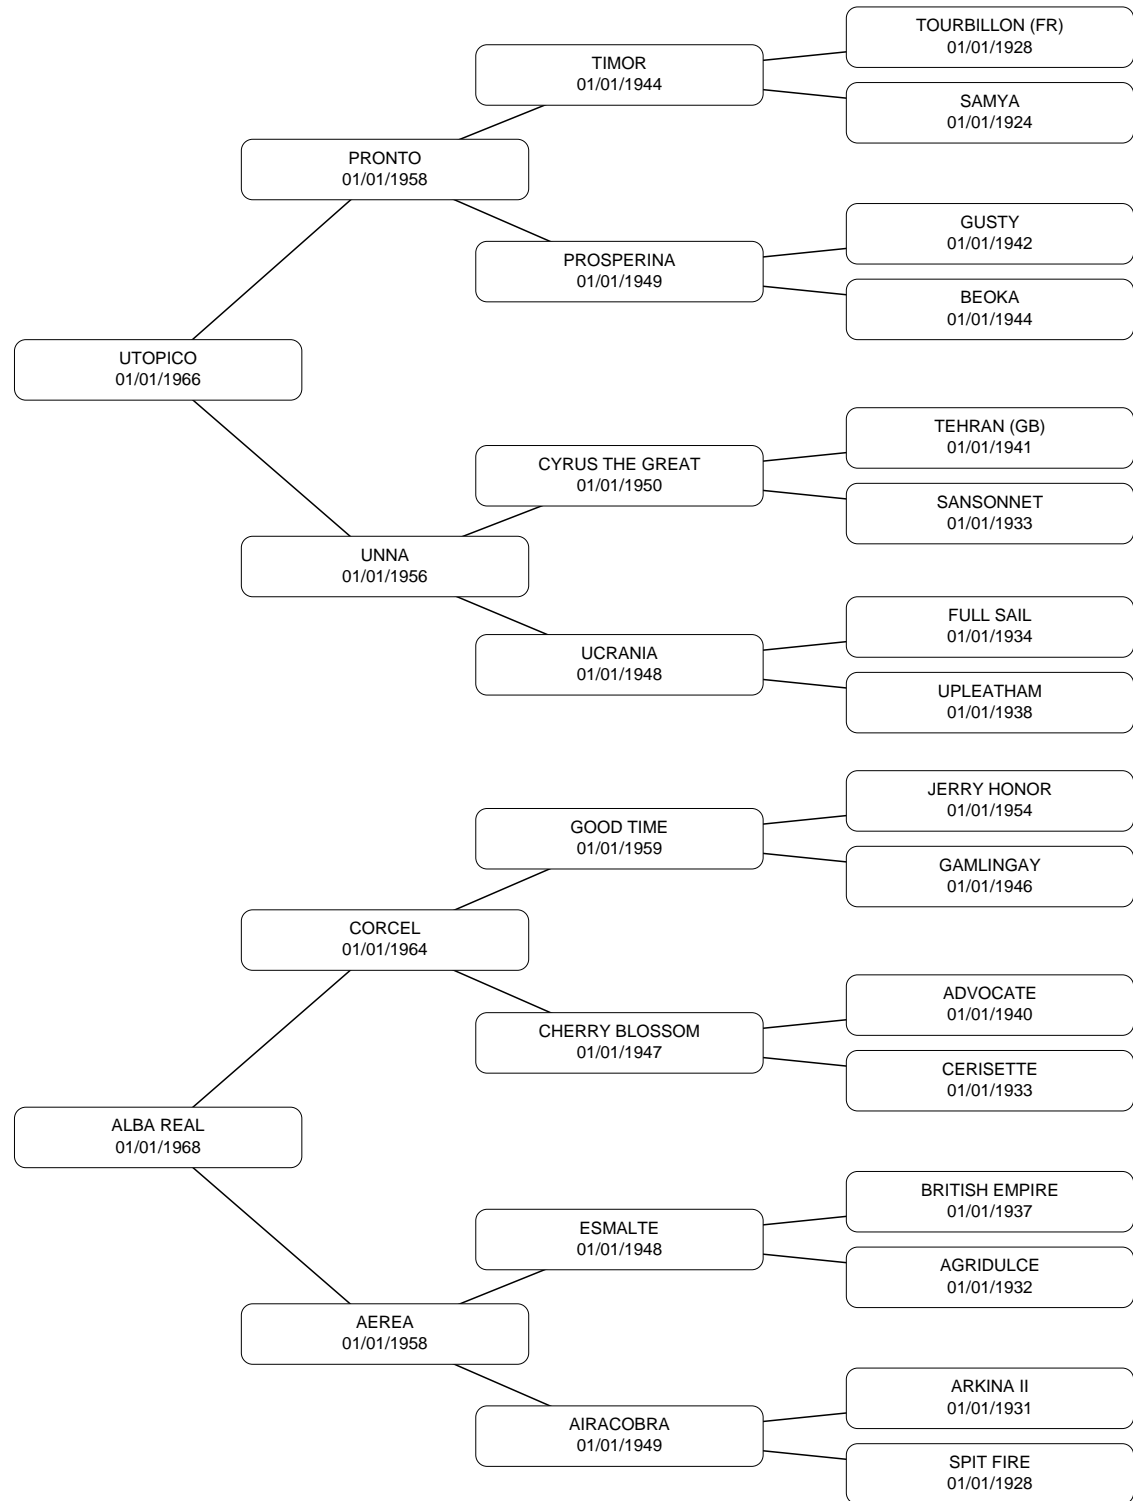 TOURBILLON (FR)
01/01/1928
TIMOR
01/01/1944
SAMYA
01/01/1924
PRONTO
01/01/1958
GUSTY
01/01/1942
PROSPERINA
01/01/1949
BEOKA
01/01/1944
UTOPICO
01/01/1966
TEHRAN (GB)
01/01/1941
CYRUS THE GREAT
01/01/1950
SANSONNET
01/01/1933
UNNA
01/01/1956
FULL SAIL
01/01/1934
UCRANIA
01/01/1948
UPLEATHAM
01/01/1938
JERRY HONOR
01/01/1954
GOOD TIME
01/01/1959
GAMLINGAY
01/01/1946
CORCEL
01/01/1964
ADVOCATE
01/01/1940
CHERRY BLOSSOM
01/01/1947
CERISETTE
01/01/1933
ALBA REAL
01/01/1968
BRITISH EMPIRE
01/01/1937
ESMALTE
01/01/1948
AGRIDULCE
01/01/1932
AEREA
01/01/1958
ARKINA II
01/01/1931
AIRACOBRA
01/01/1949
SPIT FIRE
01/01/1928